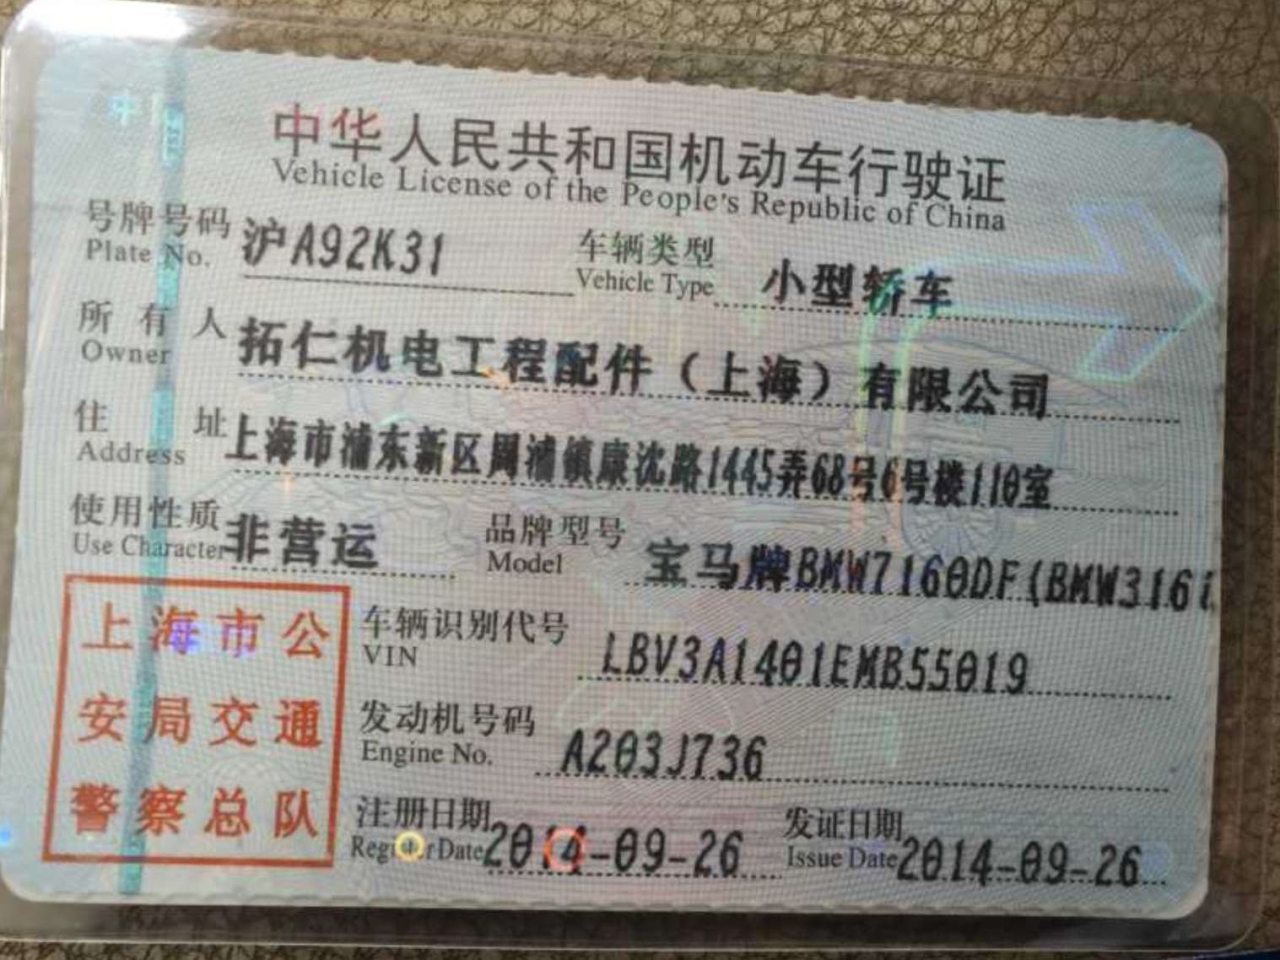 中华人民共和国机动车行驶证
Vehicle License of the People's Republic of China
号牌号码 沪A92K31 车辆类型 小型轿车
Plate No. Vehicle Type
所有人 拓仁机电工程配件（上海）有限公司
Owner
住址 上海市浦东新区周浦镇康沈路1445弄68号6号楼110室
Address
使用性质 非营运 品牌型号 宝马牌BMW7160DF(BMW316i
Use Character Model
车辆识别代号 LBV3A1401EMB55019
VIN
发动机号码 A203J736
Engine No.
注册日期 2014-09-26 发证日期 2014-09-26
Register Date Issue Date
上海市公
安局交通
警察总队